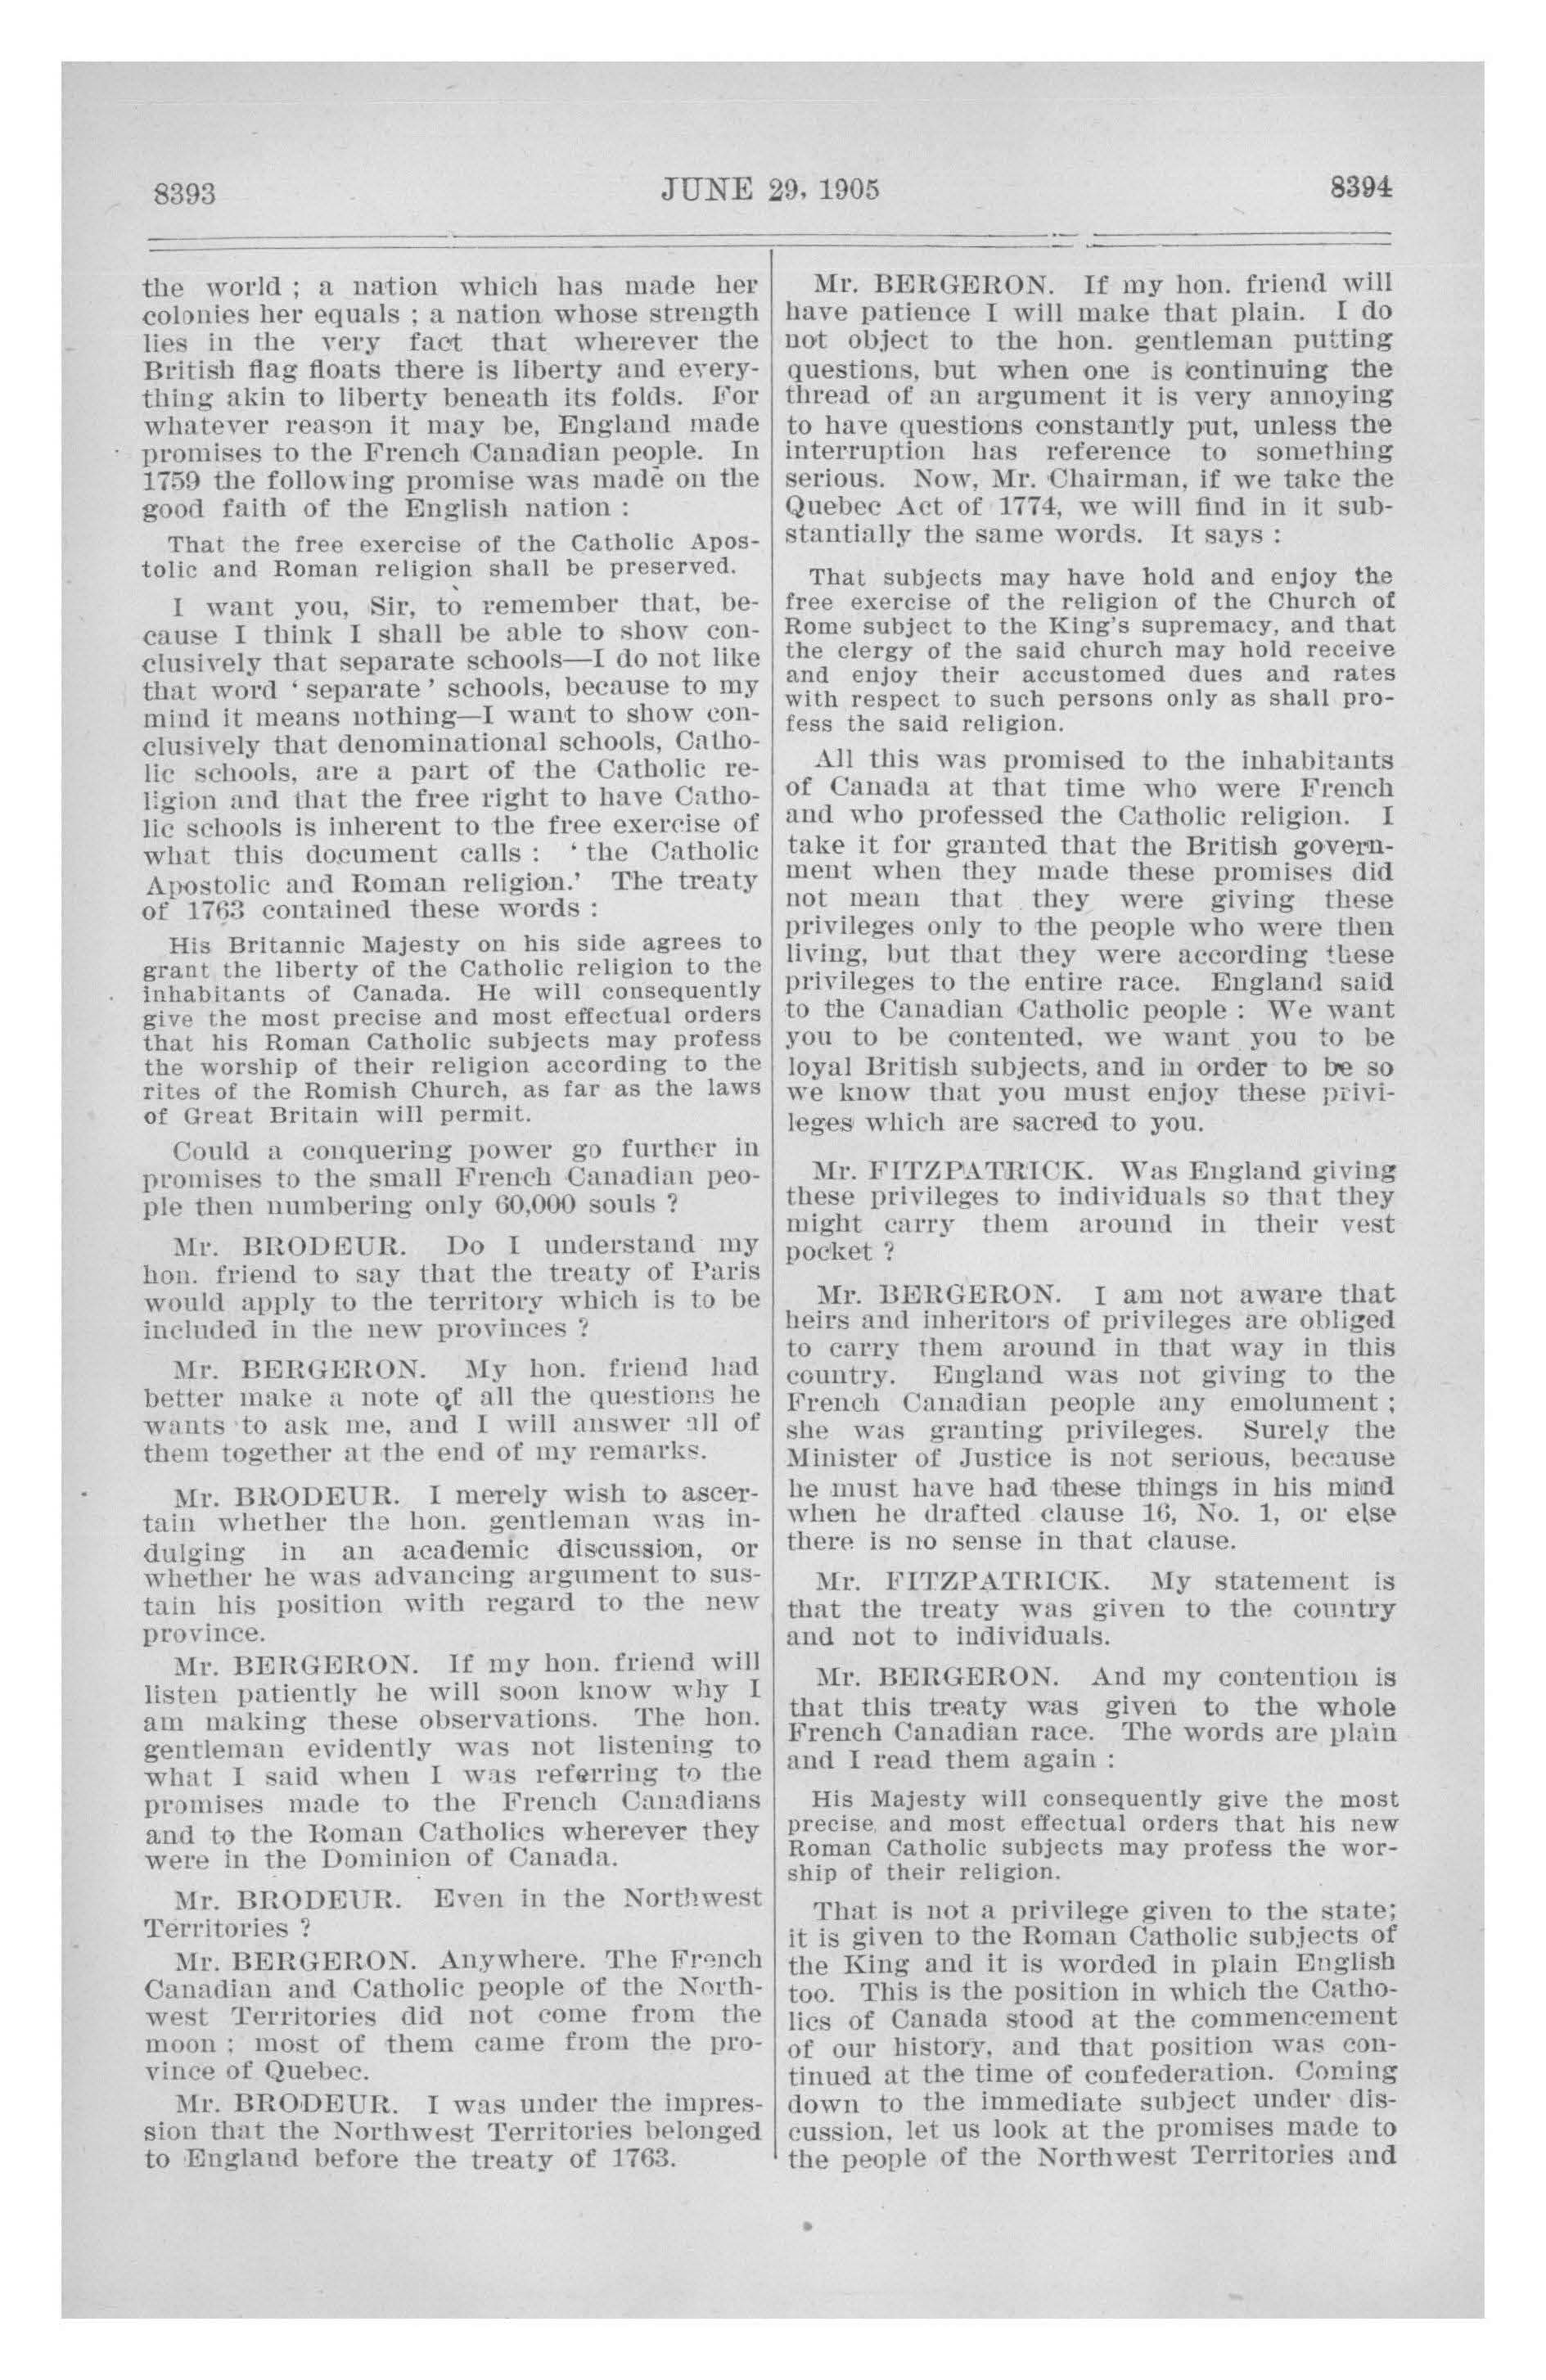 8393
JUNE 29, 1905
8394
the world ; a nation which has made her
colonies her equals ; a nation whose strength
lies in the very fact that wherever the
British flag floats there is liberty and every-
thing akin to liberty beneath its folds. For
whatever reason it may be, England made
promises to the French Canadian people. In
1759 the following promise was made on the
good faith of the English nation :
That the free exercise of the Catholic Apos-
tolic and Roman religion shall be preserved.
I want you, Sir, to remember that, be-
cause I think I shall be able to show con-
clusively that separate schools—I do not like
that word ' separate ' schools, because to my
mind it means nothing—I want to show con-
clusively that denominational schools, Catho-
lic schools, are a part of the Catholic re-
ligion and that the free right to have Catho-
lic schools is inherent to the free exercise of
what this document calls : ' the Catholic
Apostolic and Roman religion.' The treaty
of 1763 contained these words :
His Britannic Majesty on his side agrees to
grant the liberty of the Catholic religion to the
inhabitants of Canada. He will consequently
give the most precise and most effectual orders
that his Roman Catholic subjects may profess
the worship of their religion according to the
rites of the Romish Church, as far as the laws
of Great Britain will permit.
Could a conquering power go further in
promises to the small French Canadian peo-
ple then numbering only 60,000 souls ?
Mr. BRODEUR. Do I understand my
hon. friend to say that the treaty of Paris
would apply to the territory which is to be
included in the new provinces ?
Mr. BERGERON. My hon. friend had
better make a note of all the questions he
wants to ask me, and I will answer all of
them together at the end of my remarks.
Mr. BRODEUR. I merely wish to ascer-
tain whether the hon. gentleman was in-
dulging in an academic discussion, or
whether he was advancing argument to sus-
tain his position with regard to the new
province.
Mr. BERGERON. If my hon. friend will
listen patiently he will soon know why I
am making these observations. The hon.
gentleman evidently was not listening to
what I said when I was referring to the
promises made to the French Canadians
and to the Roman Catholics wherever they
were in the Dominion of Canada.
Mr. BRODEUR. Even in the Northwest
Territories ?
Mr. BERGERON. Anywhere. The French
Canadian and Catholic people of the North-
west Territories did not come from the
moon ; most of them came from the pro-
vince of Quebec.
Mr. BRODEUR. I was under the impres-
sion that the Northwest Territories belonged
to England before the treaty of 1763.
Mr. BERGERON. If my hon. friend will
have patience I will make that plain. I do
not object to the hon. gentleman putting
questions, but when one is continuing the
thread of an argument it is very annoying
to have questions constantly put, unless the
interruption has reference to something
serious. Now, Mr. Chairman, if we take the
Quebec Act of 1774, we will find in it sub-
stantially the same words. It says :
That subjects may have hold and enjoy the
free exercise of the religion of the Church of
Rome subject to the King's supremacy, and that
the clergy of the said church may hold receive
and enjoy their accustomed dues and rates
with respect to such persons only as shall pro-
fess the said religion.
All this was promised to the inhabitants
of Canada at that time who were French
and who professed the Catholic religion. I
take it for granted that the British govern-
ment when they made these promises did
not mean that they were giving these
privileges only to the people who were then
living, but that they were according these
privileges to the entire race. England said
to the Canadian Catholic people : We want
you to be contented, we want you to be
loyal British subjects, and in order to be so
we know that you must enjoy these privi-
leges which are sacred to you.
Mr. FITZPATRICK. Was England giving
these privileges to individuals so that they
might carry them around in their vest
pocket ?
Mr. BERGERON. I am not aware that
heirs and inheritors of privileges are obliged
to carry them around in that way in this
country. England was not giving to the
French Canadian people any emolument ;
she was granting privileges. Surely the
Minister of Justice is not serious, because
he must have had these things in his mind
when he drafted clause 16, No. 1, or else
there is no sense in that clause.
Mr. FITZPATRICK. My statement is
that the treaty was given to the country
and not to individuals.
Mr. BERGERON. And my contention is
that this treaty was given to the whole
French Canadian race. The words are plain
and I read them again :
His Majesty will consequently give the most
precise, and most effectual orders that his new
Roman Catholic subjects may profess the wor-
ship of their religion.
That is not a privilege given to the state;
it is given to the Roman Catholic subjects of
the King and it is worded in plain English
too. This is the position in which the Catho-
lics of Canada stood at the commencement
of our history, and that position was con-
tinued at the time of confederation. Coming
down to the immediate subject under dis-
cussion, let us look at the promises made to
the people of the Northwest Territories and